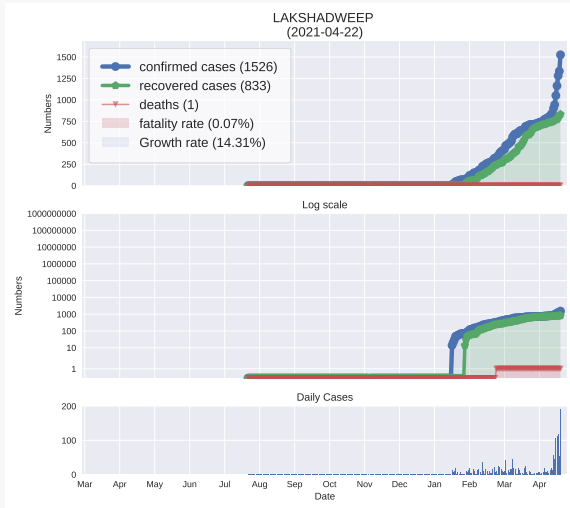 LAKSHADWEEP
(2021-04-22)
1500
1250
1000
750
500
250
0
Numbers
confirmed cases (1526)
recovered cases (833)
deaths (1)
fatality rate (0.07%)
Growth rate (14.31%)
Log scale
1000000000
100000000
10000000
1000000
100000
10000
1000
100
10
1
Numbers
Daily Cases
200
100
0
Mar Apr May Jun Jul Aug Sep Oct Nov Dec Jan Feb Mar Apr
Date